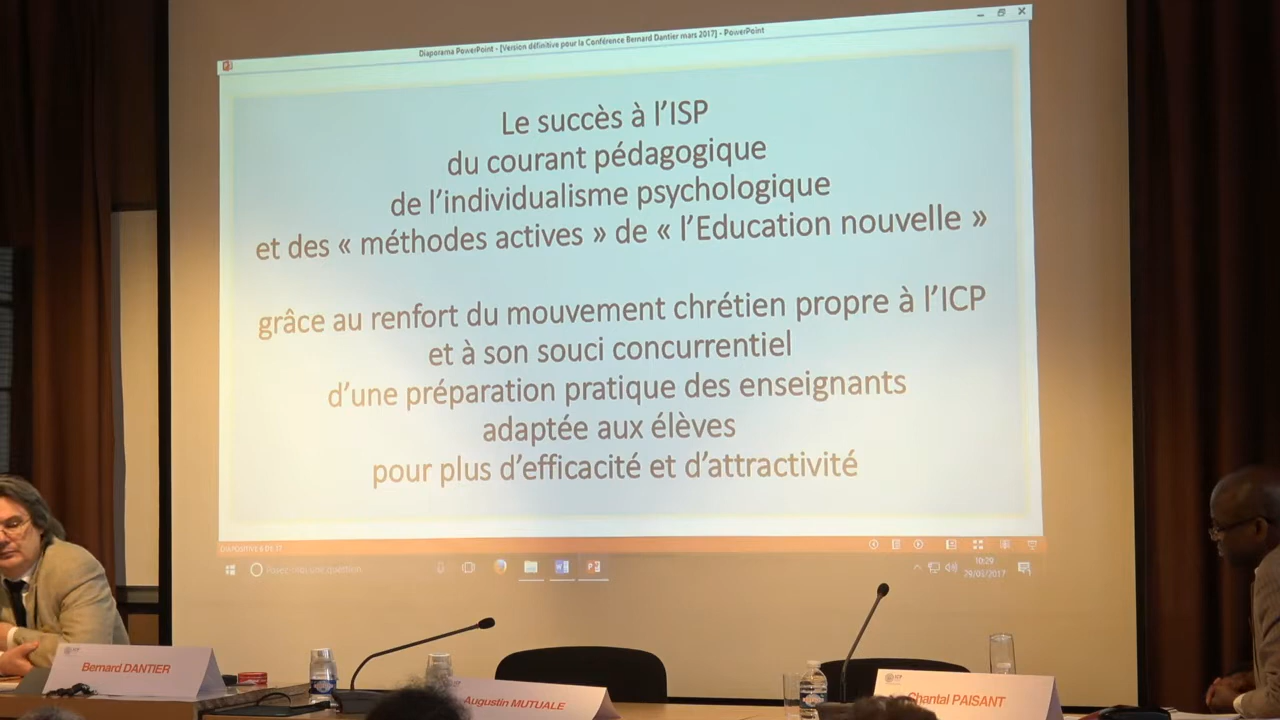 Diaporama PowerPoint - [Version définitive pour la Conférence Bernard Dantier mars 2017] - PowerPoint
Le succès à l'ISP
du courant pédagogique
de l'individualisme psychologique
et des « méthodes actives » de « l'Education nouvelle »
grâce au renfort du mouvement chrétien propre à l'ICP
et à son souci concurrentiel
d'une préparation pratique des enseignants
adaptée aux élèves
pour plus d'efficacité et d'attractivité
10:29
29/03/2017
Bernard DANTIER
Augustin MUTUALE
Chantal PAISANT